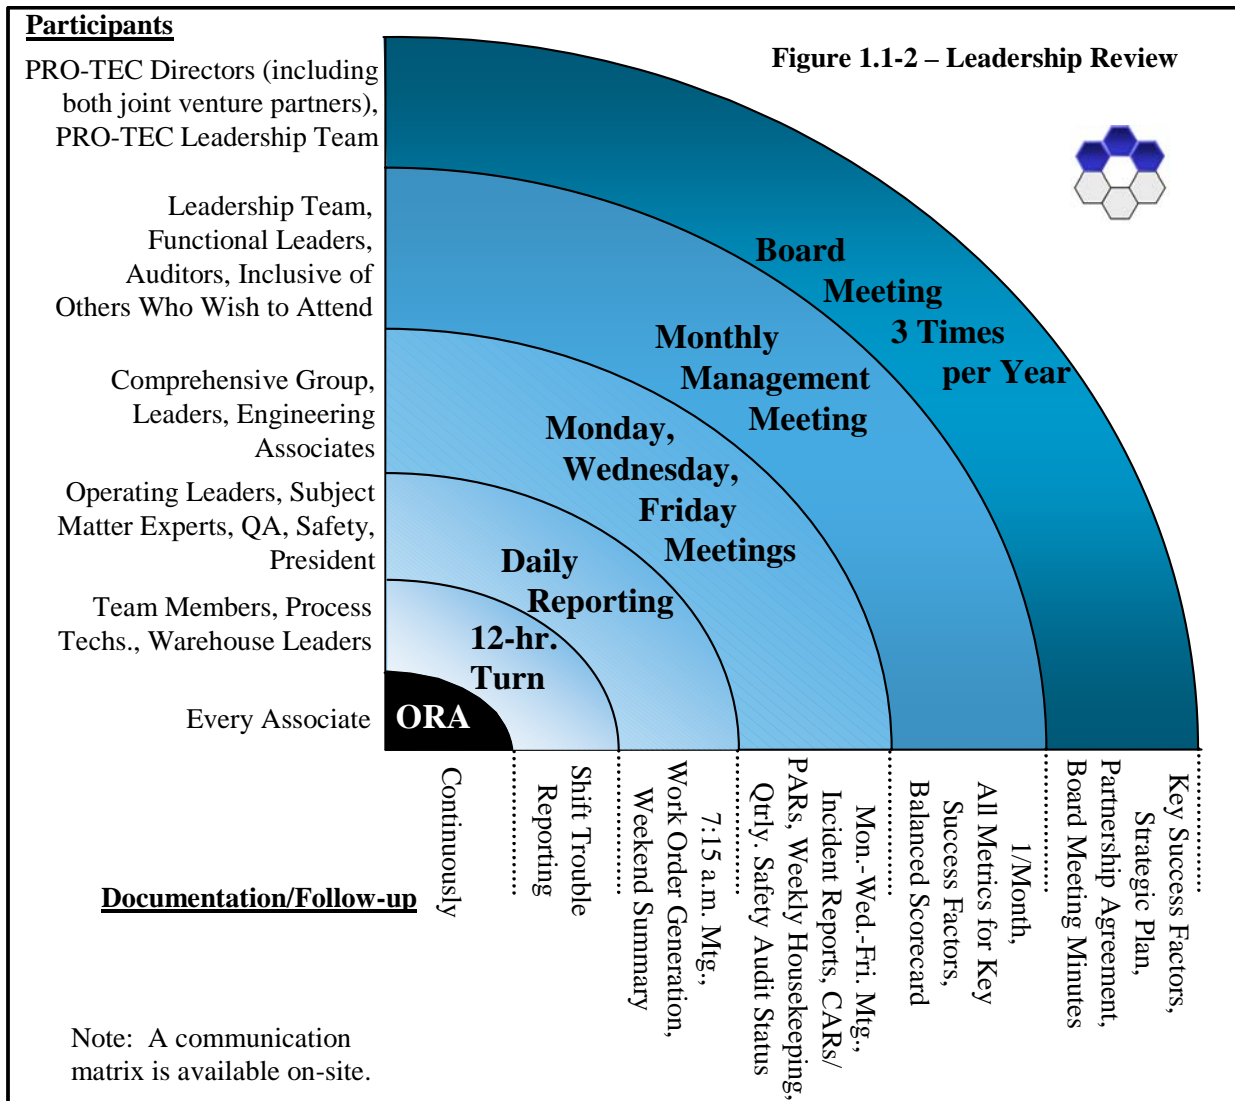 Participants
Figure 1.1-2 – Leadership Review
PRO-TEC Directors (including
both joint venture partners),
PRO-TEC Leadership Team
Leadership Team,
Functional Leaders,
Auditors, Inclusive of
Others Who Wish to Attend
Comprehensive Group,
Leaders, Engineering
Associates
Operating Leaders, Subject
Matter Experts, QA, Safety,
President
Team Members, Process
Techs., Warehouse Leaders
Every Associate
Board
Meeting
3 Times
per Year
Monthly
Management
Meeting
Monday,
Wednesday,
Friday
Meetings
Daily
Reporting
12-hr.
Turn
ORA
Documentation/Follow-up
Continuously
Shift Trouble
Reporting
7:15 a.m. Mtg.,
Work Order Generation,
Weekend Summary
Mon.-Wed.-Fri. Mtg.,
Incident Reports, CARs/
PARs, Weekly Housekeeping,
Qtrly. Safety Audit Status
1/Month,
All Metrics for Key
Success Factors,
Balanced Scorecard
Key Success Factors,
Strategic Plan,
Partnership Agreement,
Board Meeting Minutes
Note: A communication
matrix is available on-site.